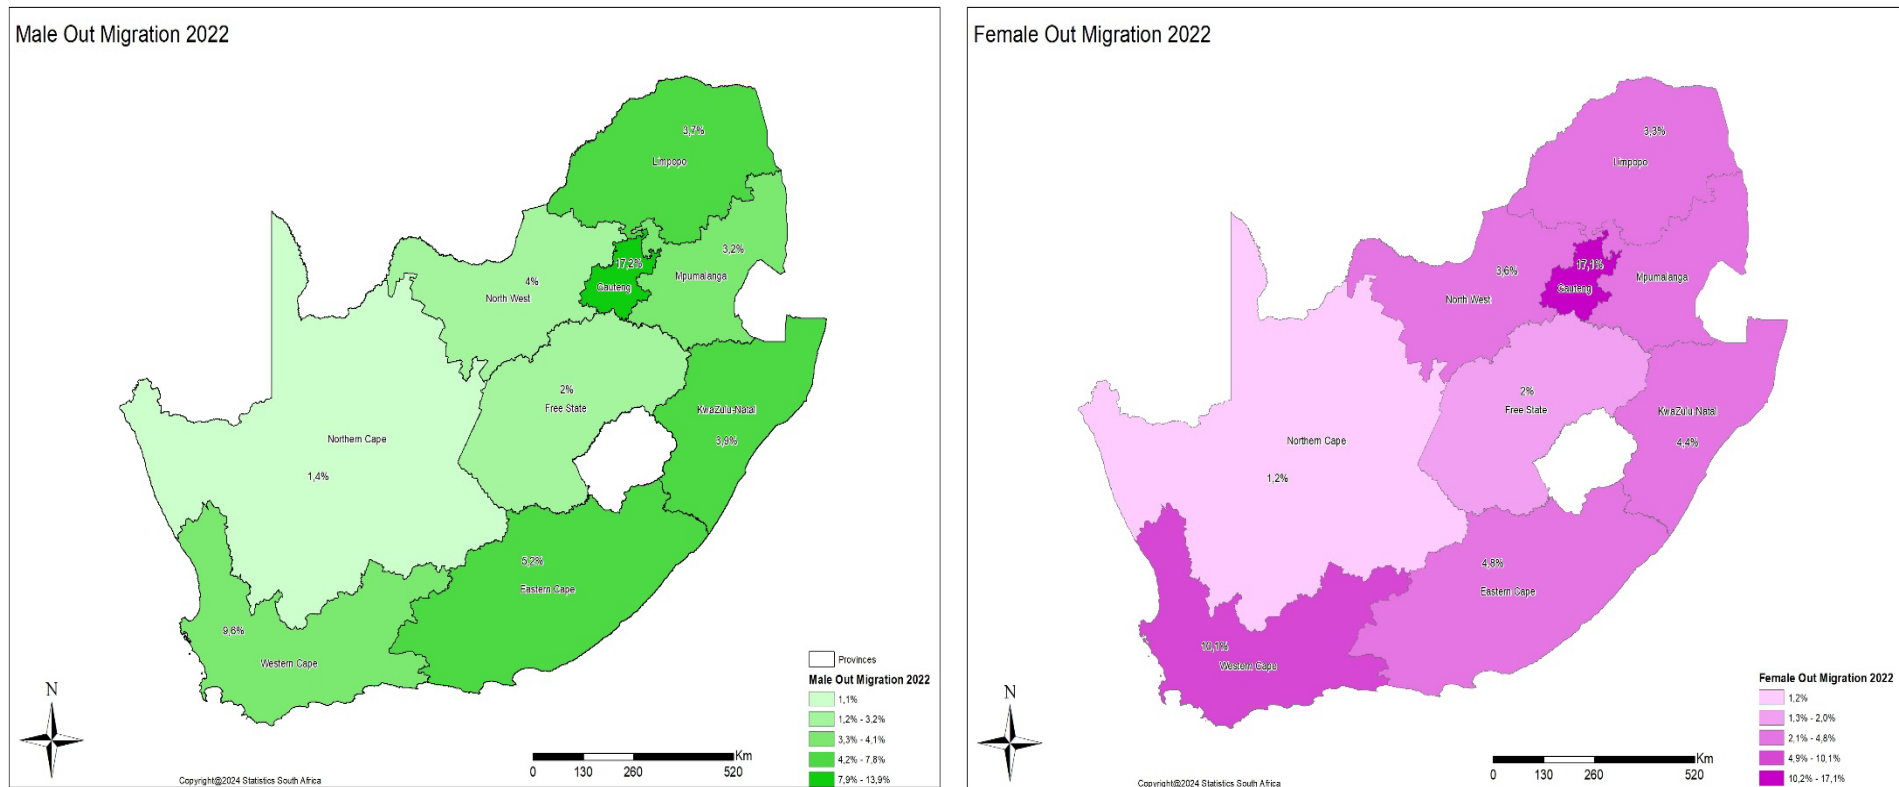 Male Out Migration 2022
3,7%
Limpopo
3,2%
Mpumalanga
17,2%
Gauteng
4%
North West
2%
Free State
KwaZulu-Natal
3,9%
Northern Cape
1,4%
5,2%
Eastern Cape
9,6%
Western Cape
N
Provinces
Male Out Migration 2022
1,1%
1,2% - 3,2%
3,3% - 4,1%
4,2% - 7,8%
7,9% - 13,9%
Km
0 130 260 520
Copyright@2024 Statistics South Africa
Female Out Migration 2022
3,3%
Limpopo
Mpumalanga
17,1%
Gauteng
3,6%
North West
2%
Free State
KwaZulu-Natal
4,4%
Northern Cape
1,2%
4,8%
Eastern Cape
10,1%
Western Cape
N
Female Out Migration 2022
1,2%
1,3% - 2,0%
2,1% - 4,8%
4,9% - 10,1%
10,2% - 17,1%
Km
0 130 260 520
Copyright@2024 Statistics South Africa